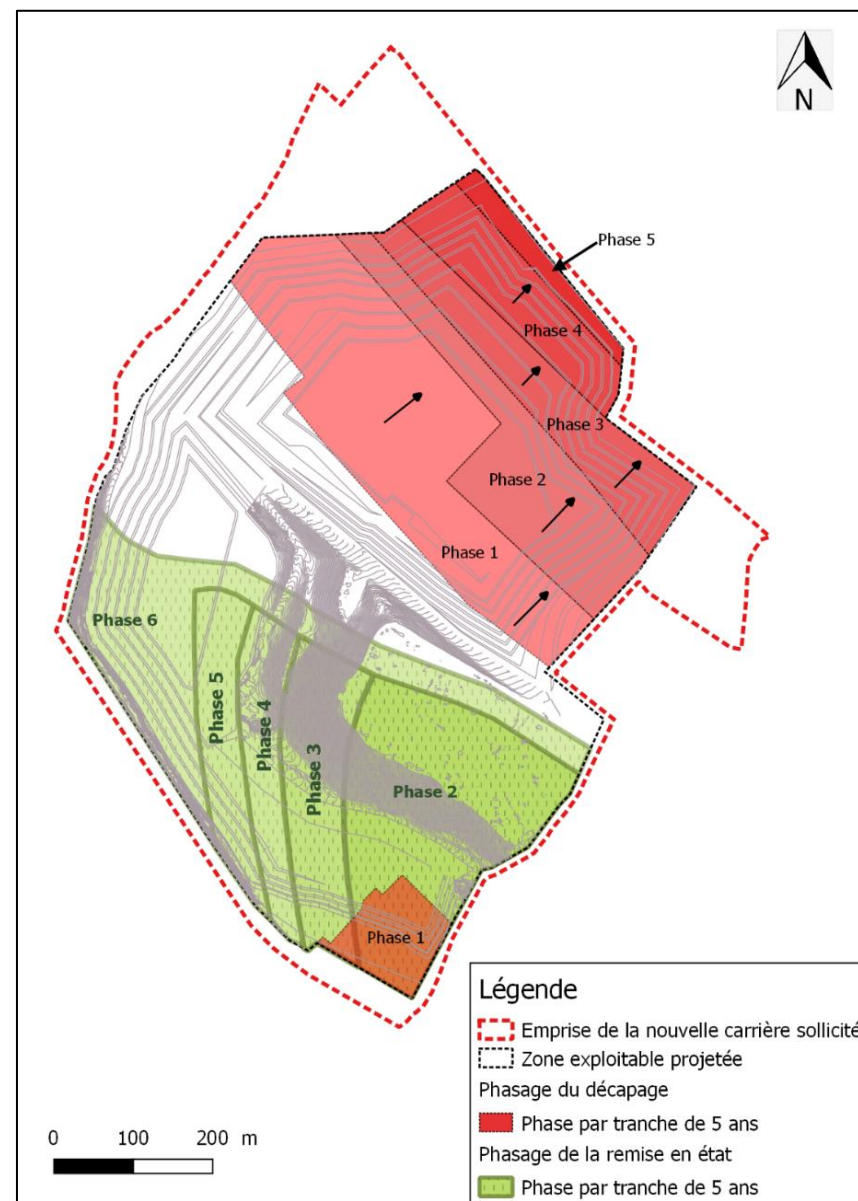 N
Phase 5
Phase 4
Phase 3
Phase 2
Phase 1
Phase 6
Phase 5
Phase 4
Phase 3
Phase 2
Phase 1
Légende
Emprise de la nouvelle carrière sollicité
Zone exploitable projetée
Phasage du décapage
Phase par tranche de 5 ans
Phasage de la remise en état
Phase par tranche de 5 ans
0 100 200 m